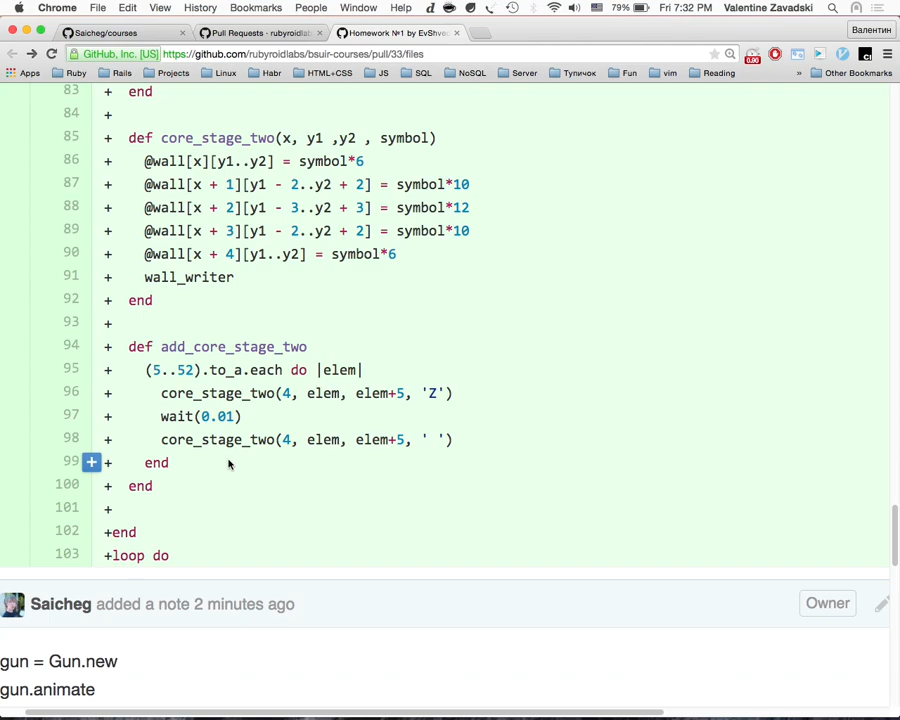 Chrome File Edit View History Bookmarks People Window Help 79% Fri 7:32 PM Valentine Zavadski
Saicheg/courses × Pull Requests - rubyroidl × Homework №1 by EvShve × Валентин
GitHub, Inc. [US] https://github.com/rubyroidlabs/bsuir-courses/pull/33/files
Apps Ruby Rails Projects Linux Habr HTML+CSS JS SQL NoSQL Server Тупичок Fun vim Reading » Other Bookmarks
83 + end
84 +
85 + def core_stage_two(x, y1 ,y2 , symbol)
86 + @wall[x][y1..y2] = symbol*6
87 + @wall[x + 1][y1 - 2..y2 + 2] = symbol*10
88 + @wall[x + 2][y1 - 3..y2 + 3] = symbol*12
89 + @wall[x + 3][y1 - 2..y2 + 2] = symbol*10
90 + @wall[x + 4][y1..y2] = symbol*6
91 + wall_writer
92 + end
93 +
94 + def add_core_stage_two
95 + (5..52).to_a.each do |elem|
96 + core_stage_two(4, elem, elem+5, 'Z')
97 + wait(0.01)
98 + core_stage_two(4, elem, elem+5, ' ')
99 + end
100 + end
101 +
102 +end
103 +loop do
Saicheg added a note 2 minutes ago Owner
gun = Gun.new
gun.animate